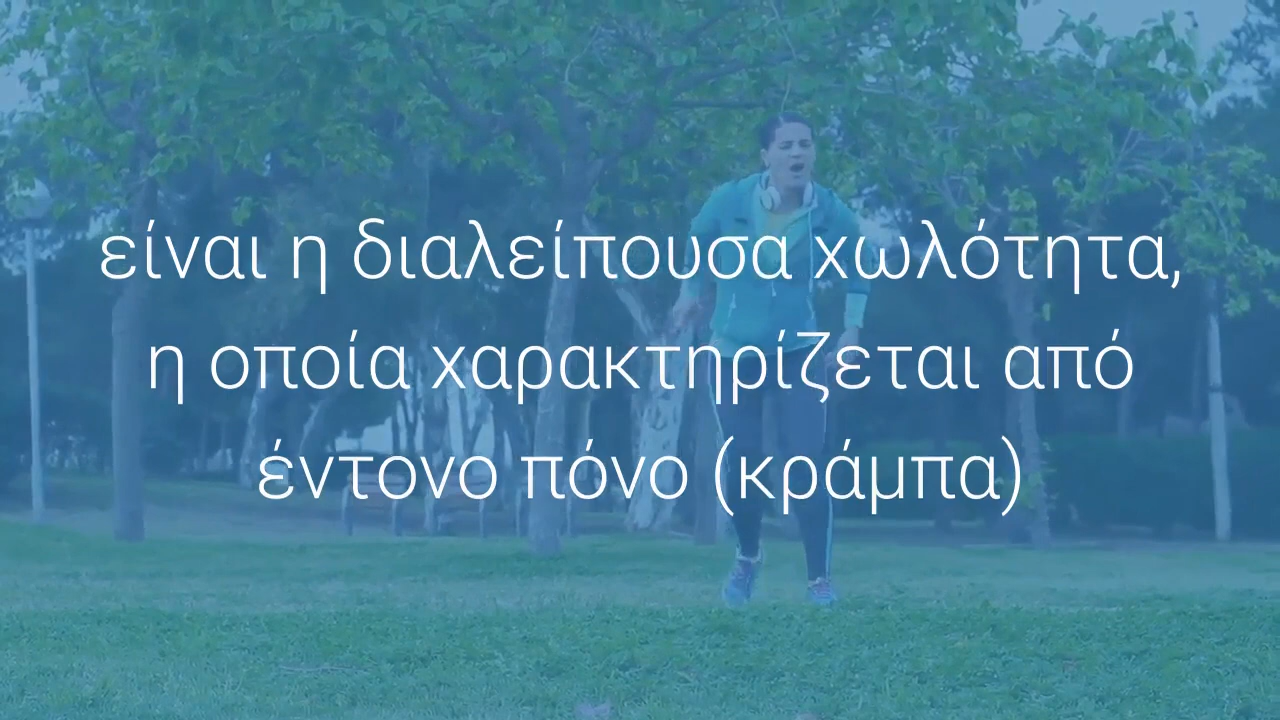 είναι η διαλείπουσα χωλότητα,
η οποία χαρακτηρίζεται από
έντονο πόνο (κράμπα)